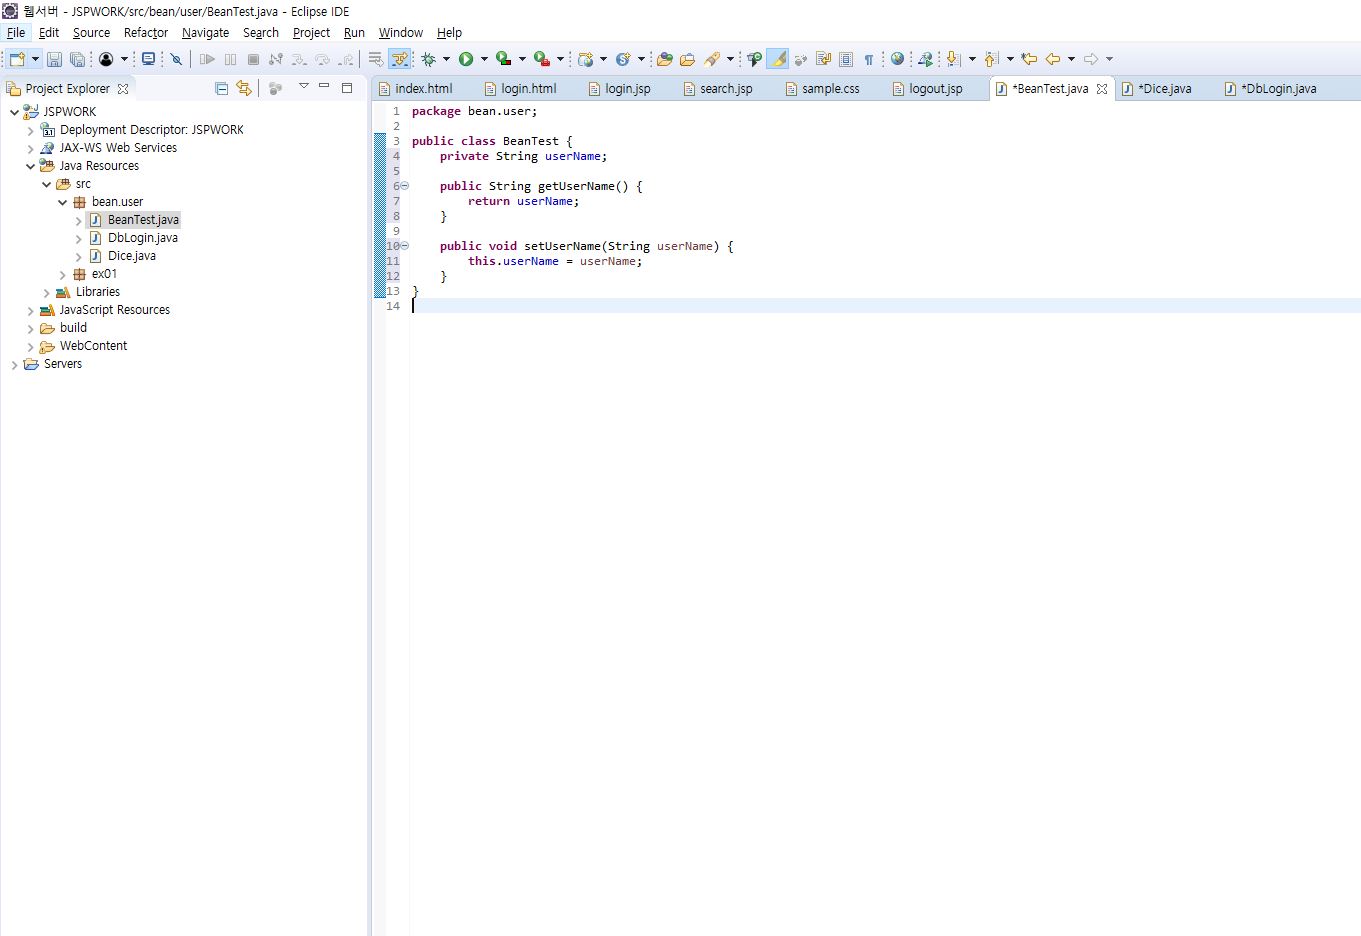 웹서버 - JSPWORK/src/bean/user/BeanTest.java - Eclipse IDE
File Edit Source Refactor Navigate Search Project Run Window Help
Project Explorer
JSPWORK
Deployment Descriptor: JSPWORK
JAX-WS Web Services
Java Resources
src
bean.user
BeanTest.java
DbLogin.java
Dice.java
ex01
Libraries
JavaScript Resources
build
WebContent
Servers
index.html login.html login.jsp search.jsp sample.css logout.jsp *BeanTest.java *Dice.java *DbLogin.java
1 package bean.user;
2
3 public class BeanTest {
4     private String userName;
5
6     public String getUserName() {
7         return userName;
8     }
9
10     public void setUserName(String userName) {
11         this.userName = userName;
12     }
13 }
14